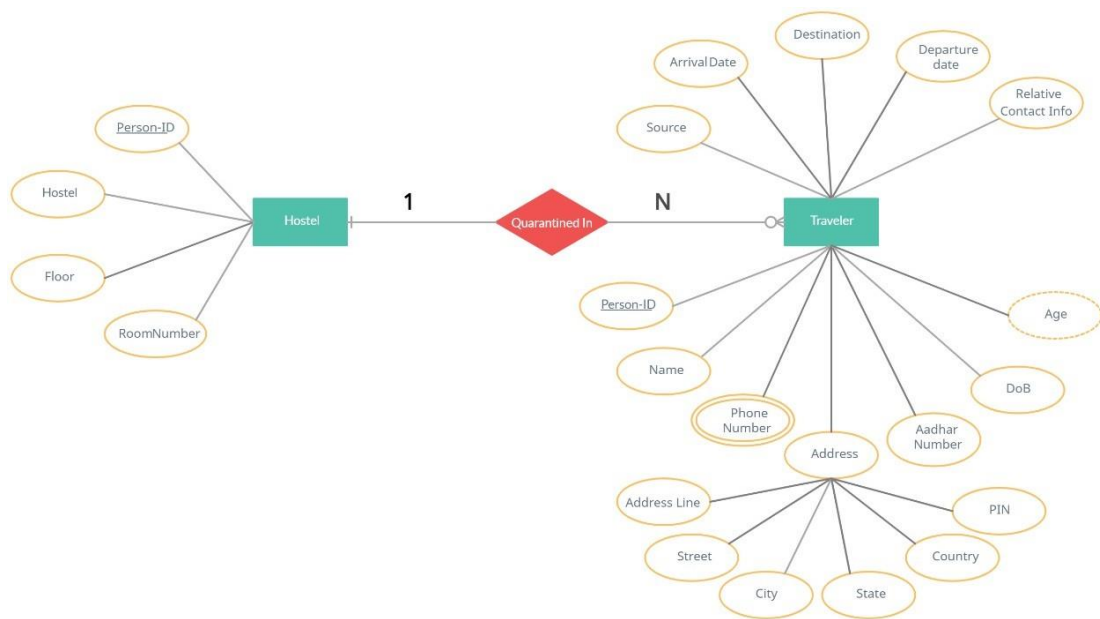 Destination
Departure
date
Arrival Date
Relative
Contact Info
Source
Person-ID
Hostel
Hostel
Floor
RoomNumber
1
Quarantined In
N
Traveler
Person-ID
Name
Phone
Number
Address
Aadhar
Number
DoB
Age
Address Line
Street
City
State
Country
PIN